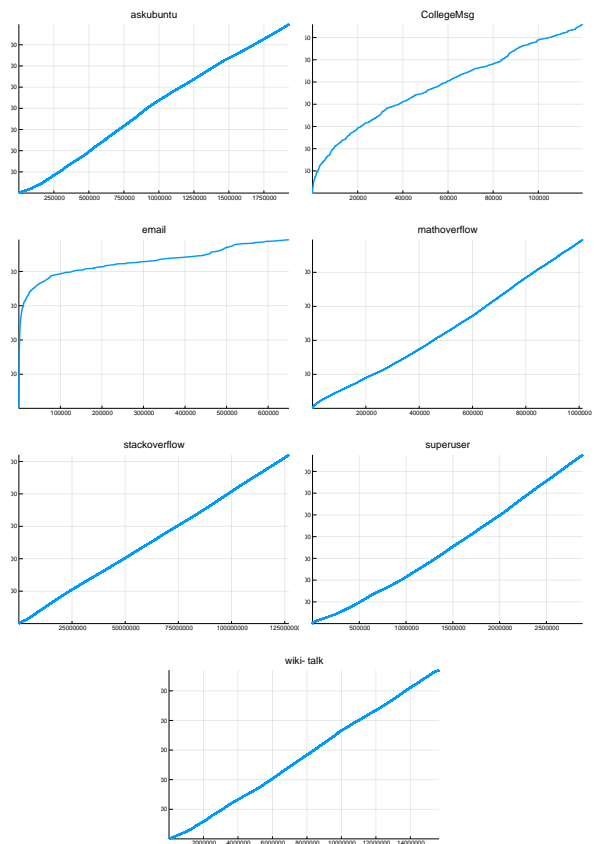 askubuntu
CollegeMsg
250000 500000 750000 1000000 1250000 1500000 1750000
20000 40000 60000 80000 100000
email
mathoverflow
100000 200000 300000 400000 500000 600000
200000 400000 600000 800000 1000000
stackoverflow
superuser
25000000 50000000 75000000 100000000
500000 1000000 1500000 2000000 2500000
wiki- talk
2000000 4000000 6000000 8000000 10000000 12000000 14000000